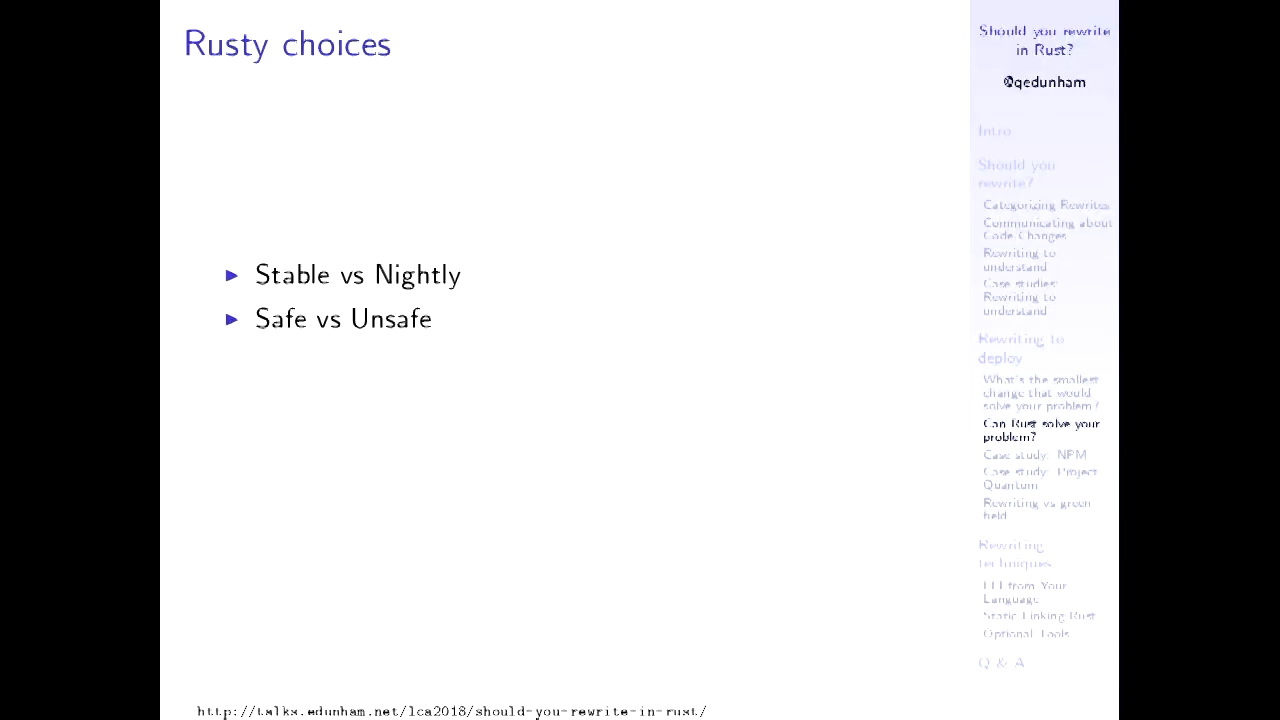 Rusty choices
Stable vs Nightly
Safe vs Unsafe
http://talks.edunham.net/lca2018/should-you-rewrite-in-rust/
Should you rewrite
in Rust?
@qedunham
Intro
Should you
rewrite?
Categorizing Rewrites
Communicating about
Code Changes
Rewriting to
understand
Case studies:
Rewriting to
understand
Rewriting to
deploy
What's the smallest
change that would
solve your problem?
Can Rust solve your
problem?
Case study: NPM
Case study: Project
Quantum
Rewriting vs green
field
Rewriting
techniques
FFI from Your
Language
Static Linking Rust
Optional Tools
Q & A